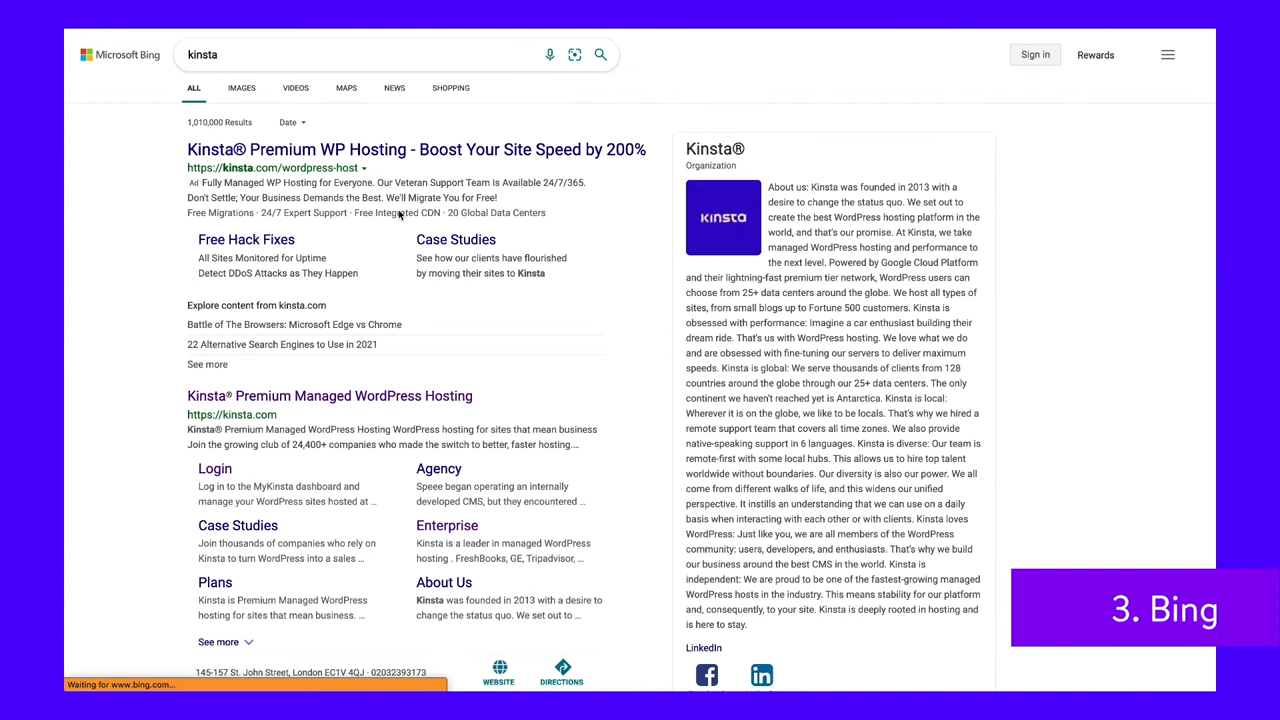 Microsoft Bing
kinsta
Sign in
Rewards
ALL
IMAGES
VIDEOS
MAPS
NEWS
SHOPPING
1,010,000 Results
Date
Kinsta® Premium WP Hosting - Boost Your Site Speed by 200%
https://kinsta.com/wordpress-host
Ad Fully Managed WP Hosting for Everyone. Our Veteran Support Team is Available 24/7/365.
Don't Settle; Your Business Demands the Best. We'll Migrate You for Free!
Free Migrations · 24/7 Expert Support · Free Integrated CDN · 20 Global Data Centers
Free Hack Fixes
All Sites Monitored for Uptime
Detect DDoS Attacks as They Happen
Case Studies
See how our clients have flourished
by moving their sites to Kinsta
Explore content from kinsta.com
Battle of The Browsers: Microsoft Edge vs Chrome
22 Alternative Search Engines to Use in 2021
See more
Kinsta® Premium Managed WordPress Hosting
https://kinsta.com
Kinsta® Premium Managed WordPress Hosting WordPress hosting for sites that mean business
Join the growing club of 24,400+ companies who made the switch to better, faster hosting....
Login
Log in to the MyKinsta dashboard and
manage your WordPress sites hosted at ...
Agency
Speee began operating an internally
developed CMS, but they encountered ...
Case Studies
Join thousands of companies who rely on
Kinsta to turn WordPress into a sales ...
Enterprise
Kinsta is a leader in managed WordPress
hosting . FreshBooks, GE, Tripadvisor, ...
Plans
Kinsta is Premium Managed WordPress
hosting for sites that mean business. ...
About Us
Kinsta was founded in 2013 with a desire to
change the status quo. We set out to ...
See more
145-157 St. John Street, London EC1V 4QJ · 02032393173
WEBSITE
DIRECTIONS
Waiting for www.bing.com...
Kinsta®
Organization
KINSTA
About us: Kinsta was founded in 2013 with a
desire to change the status quo. We set out to
create the best WordPress hosting platform in the
world, and that's our promise. At Kinsta, we take
managed WordPress hosting and performance to
the next level. Powered by Google Cloud Platform
and their lightning-fast premium tier network, WordPress users can
choose from 25+ data centers around the globe. We host all types of
sites, from small blogs up to Fortune 500 customers. Kinsta is
obsessed with performance: Imagine a car enthusiast building their
dream ride. That's us with WordPress hosting. We love what we do
and are obsessed with fine-tuning our servers to deliver maximum
speeds. Kinsta is global: We serve thousands of clients from 128
countries around the globe through our 25+ data centers. The only
continent we haven't reached yet is Antarctica. Kinsta is local:
Wherever it is on the globe, we like to be locals. That's why we hired a
remote support team that covers all time zones. We also provide
native-speaking support in 6 languages. Kinsta is diverse: Our team is
remote-first with some local hubs. This allows us to hire top talent
worldwide without boundaries. Our diversity is also our power. We all
come from different walks of life, and this widens our unified
perspective. It instills an understanding that we can use on a daily
basis when interacting with each other or with clients. Kinsta loves
WordPress: Just like you, we are all members of the WordPress
community: users, developers, and enthusiasts. That's why we build
our business around the best CMS in the world. Kinsta is
independent: We are proud to be one of the fastest-growing managed
WordPress hosts in the industry. This means stability for our platform
and, consequently, to your site. Kinsta is deeply rooted in hosting and
is here to stay.
LinkedIn
3. Bing